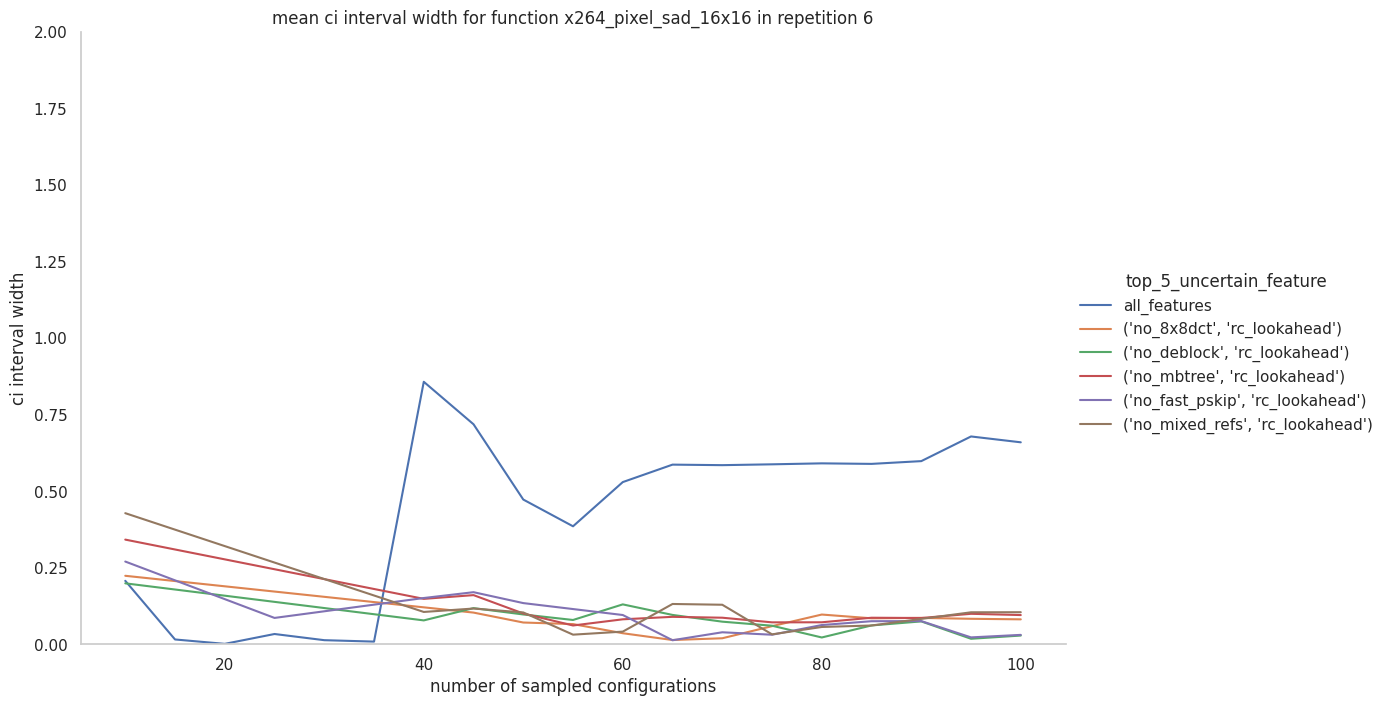 mean ci interval width for function x264_pixel_sad_16x16 in repetition 6
2.00
1.75
1.50
1.25
1.00
0.75
0.50
0.25
0.00
ci interval width
20
40
60
80
100
number of sampled configurations
top_5_uncertain_feature
all_features
('no_8x8dct', 'rc_lookahead')
('no_deblock', 'rc_lookahead')
('no_mbtree', 'rc_lookahead')
('no_fast_pskip', 'rc_lookahead')
('no_mixed_refs', 'rc_lookahead')